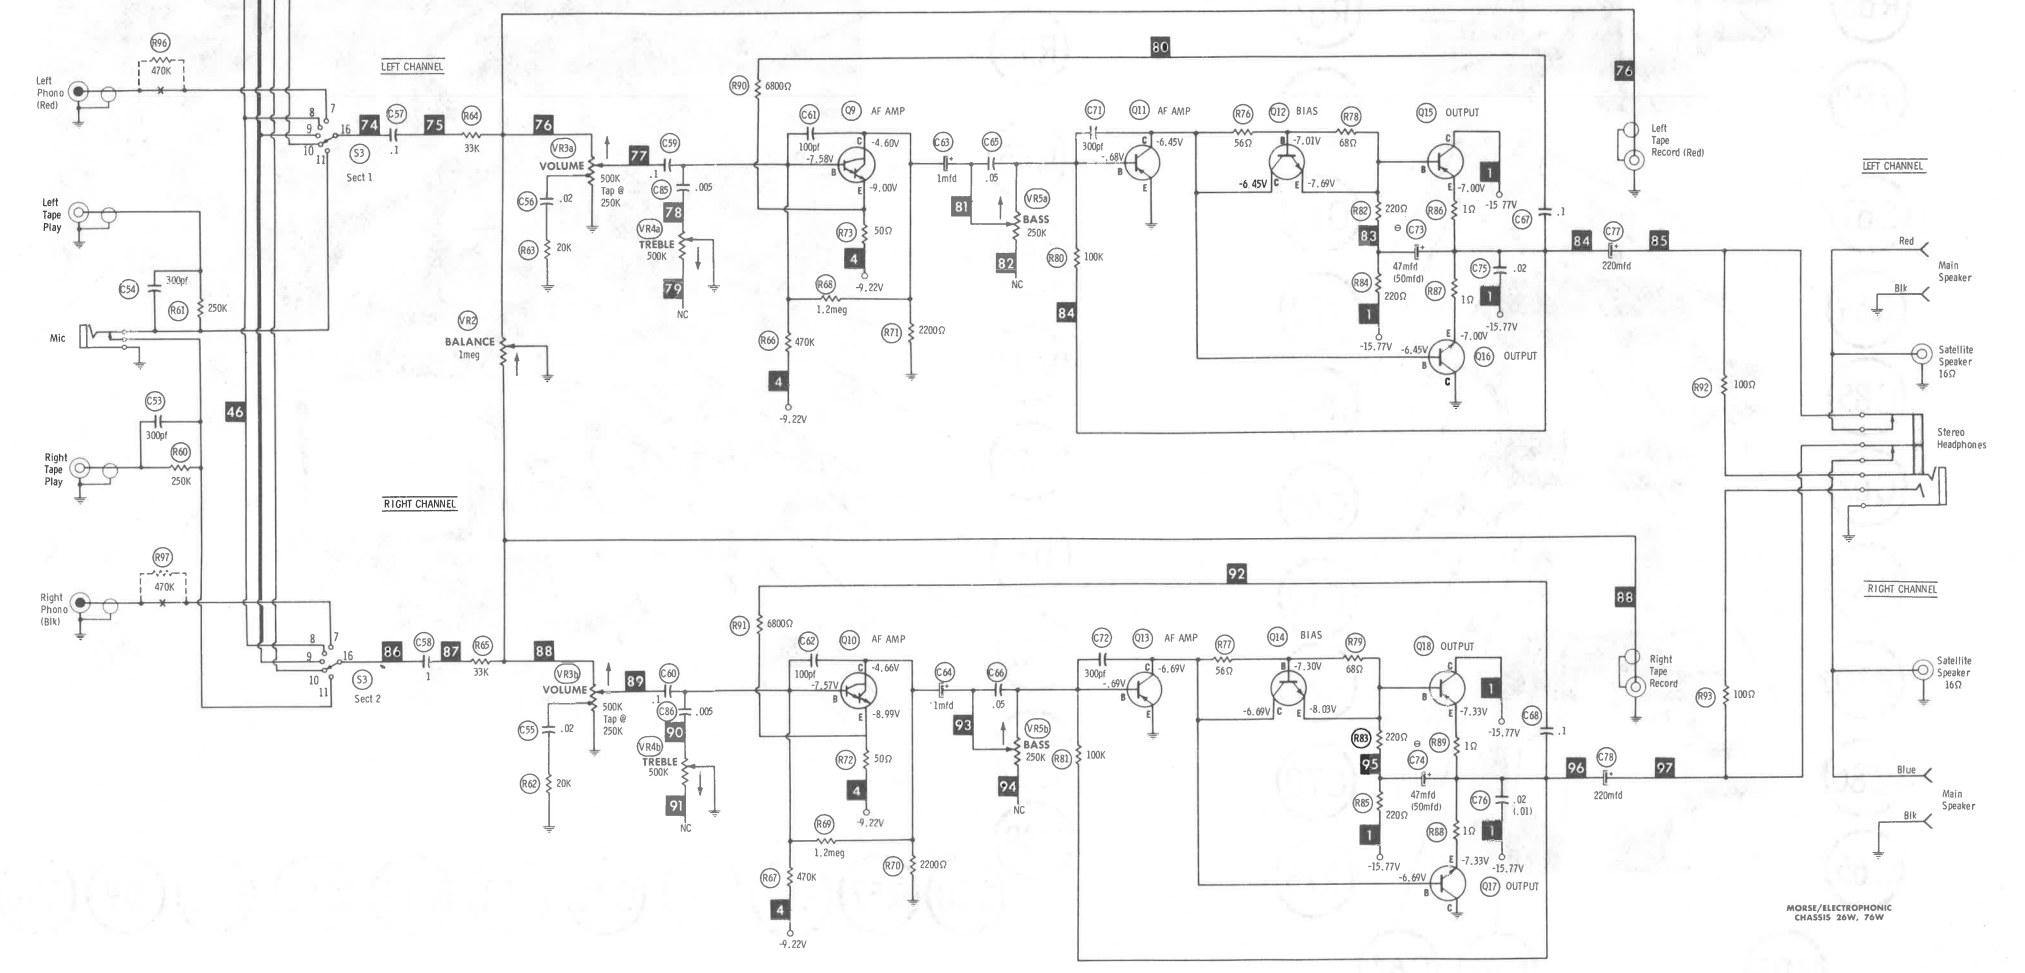 R96
470K
Left
Phono
(Red)
LEFT CHANNEL
7
8
9
10
11
16
74
C57
.1
75
R64
33K
S3
Sect 1
76
VR3a
VOLUME
500K
Tap @
250K
C56
.02
R63
20K
77
C59
.1
C85
.005
78
VR4a
TREBLE
500K
79
NC
80
R90
6800Ω
C61
100pf
Q9
AF AMP
C
-4.60V
-7.58V
B
E
-9.00V
R73
50Ω
4
-9.22V
R68
1.2meg
R66
470K
4
-9.22V
R71
2200Ω
C63
1mfd
C65
.05
81
VR5a
BASS
250K
82
NC
C71
300pf
Q11
AF AMP
C
-6.45V
-.68V
B
E
R80
100K
84
R76
56Ω
Q12
BIAS
B
-7.01V
R78
68Ω
-6.45V
C
E
-7.69V
Q15
OUTPUT
C
B
E
-7.00V
1
-15.77V
R82
220Ω
83
C73
47mfd
(50mfd)
R84
220Ω
1
-15.77V
R86
1Ω
R87
1Ω
C75
.02
1
-15.77V
E
-7.00V
-6.45V
B
C
Q16
OUTPUT
C67
.1
84
C77
220mfd
85
76
Left
Tape
Record (Red)
LEFT CHANNEL
Red
Main
Speaker
Blk
Satellite
Speaker
16Ω
R92
100Ω
Stereo
Headphones
Left
Tape
Play
C54
300pf
R61
250K
Mic
C53
300pf
R60
250K
Right
Tape
Play
46
VR2
BALANCE
1meg
RIGHT CHANNEL
R97
470K
Right
Phono
(Blk)
7
8
9
10
11
16
86
C58
1
87
R65
33K
S3
Sect 2
88
VR3b
VOLUME
500K
Tap @
250K
C55
.02
R62
20K
89
C60
.1
C86
.005
90
VR4b
TREBLE
500K
91
NC
92
R91
6800Ω
C62
100pf
Q10
AF AMP
C
-4.66V
-7.57V
B
E
-8.99V
R72
50Ω
4
-9.22V
R69
1.2meg
R67
470K
4
-9.22V
R70
2200Ω
C64
1mfd
C66
.05
93
VR5b
BASS
250K
94
NC
C72
300pf
Q13
AF AMP
C
-6.69V
-.69V
B
E
R81
100K
R77
56Ω
Q14
BIAS
B
-7.30V
R79
68Ω
-6.69V
C
E
-8.03V
Q18
OUTPUT
C
B
E
-7.33V
1
-15.77V
R83
220Ω
95
C74
47mfd
(50mfd)
R85
220Ω
1
-15.77V
R89
1Ω
R88
1Ω
C76
.02
(.01)
1
-15.77V
E
-7.33V
-6.69V
B
C
Q17
OUTPUT
C68
.1
96
C78
220mfd
97
88
Right
Tape
Record
R93
100Ω
RIGHT CHANNEL
Satellite
Speaker
16Ω
Blue
Main
Speaker
Blk
MORSE/ELECTROPHONIC
CHASSIS 26W, 76W